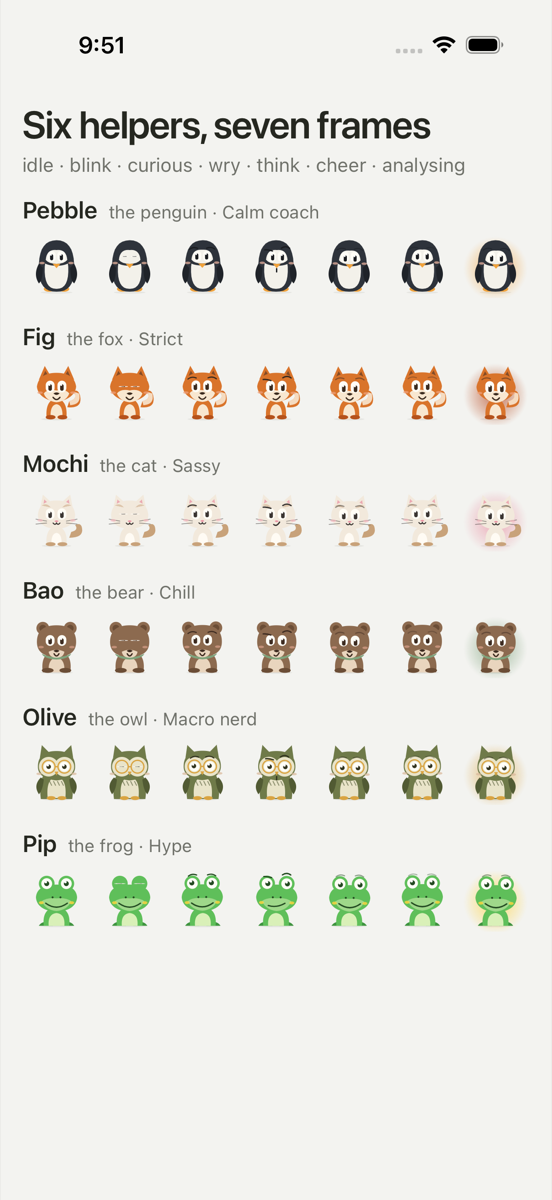 9:51
Six helpers, seven frames
idle · blink · curious · wry · think · cheer · analysing
Pebble the penguin · Calm coach
Fig the fox · Strict
Mochi the cat · Sassy
Bao the bear · Chill
Olive the owl · Macro nerd
Pip the frog · Hype